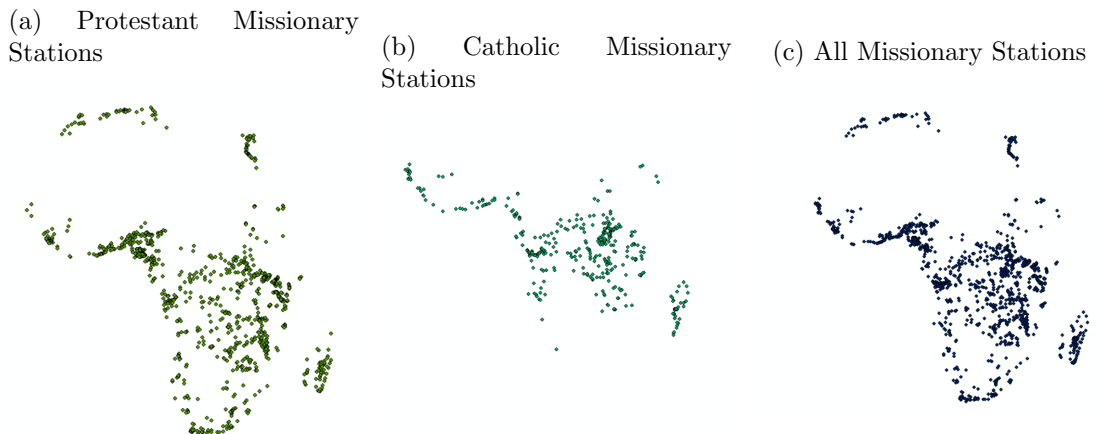 (a) Protestant Missionary
Stations
(b) Catholic Missionary
Stations
(c) All Missionary Stations